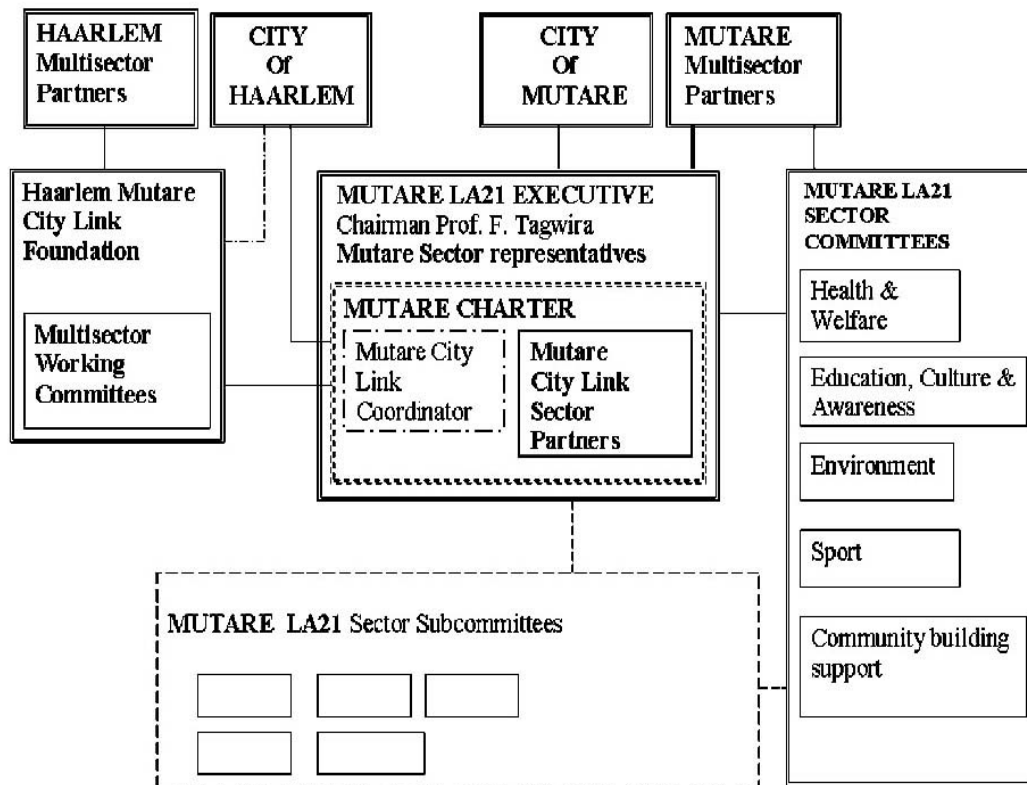 HAARLEM
Multisector
Partners
CITY
Of
HAARLEM
CITY
Of
MUTARE
MUTARE
Multisector
Partners
Haarlem Mutare
City Link
Foundation
Multisector
Working
Committees
MUTARE LA21 EXECUTIVE
Chairman Prof. F. Tagwira
Mutare Sector representatives
MUTARE CHARTER
Mutare City
Link
Coordinator
Mutare
City Link
Sector
Partners
MUTARE LA21
SECTOR
COMMITTEES
Health &
Welfare
Education, Culture &
Awareness
Environment
Sport
Community building
support
MUTARE LA21 Sector Subcommittees